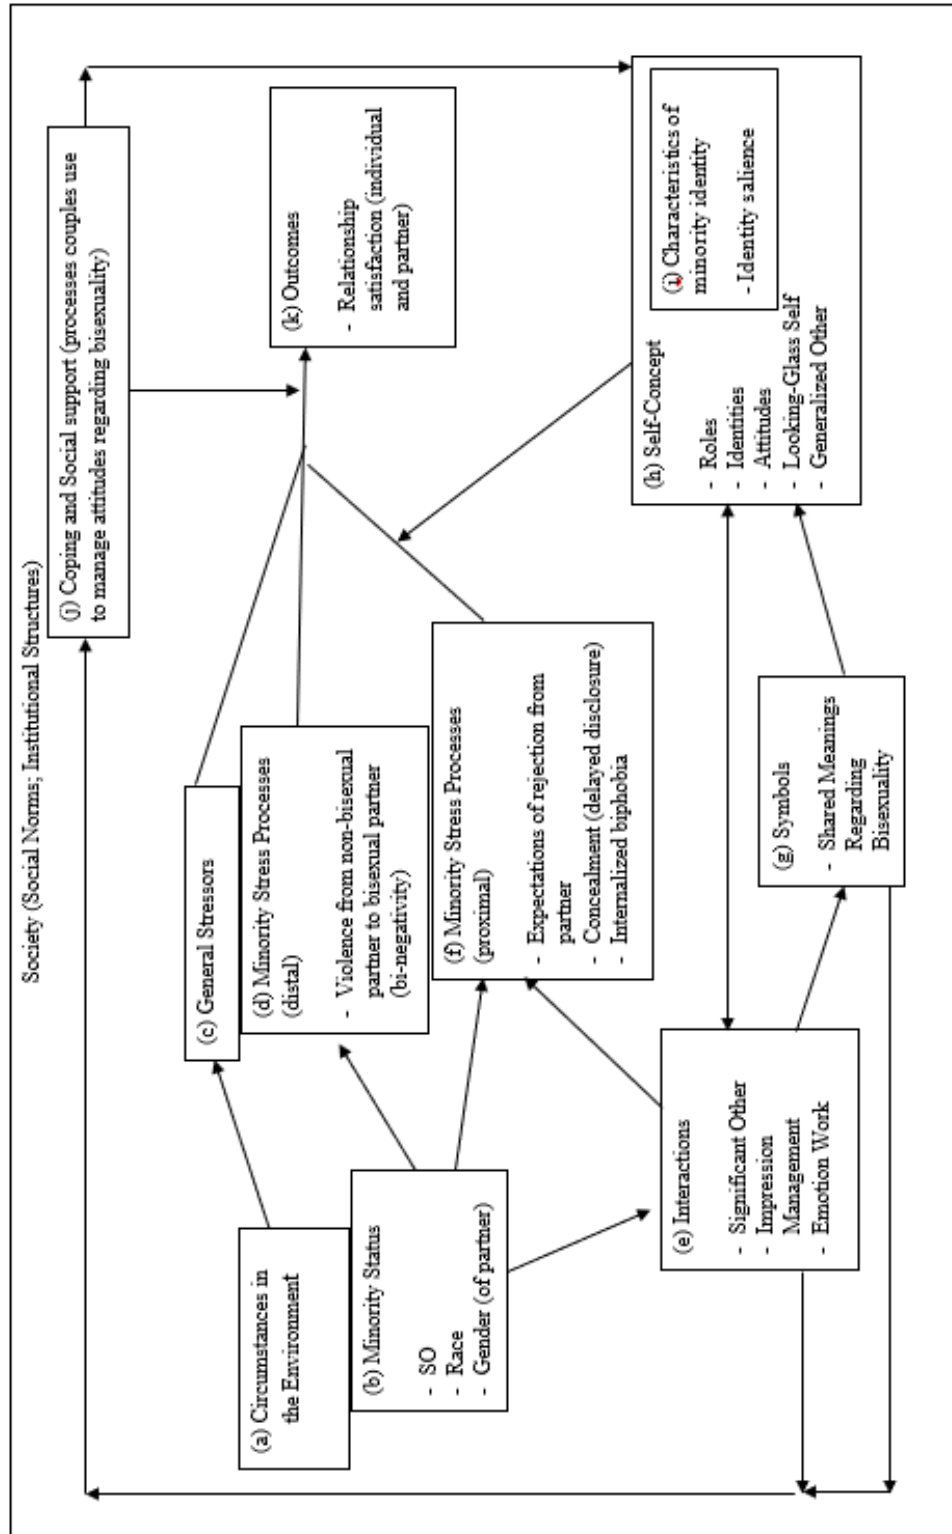 Society (Social Norms; Institutional Structures)
(j) Coping and Social support (processes couples use
to manage attitudes regarding bisexuality)
(a) Circumstances in
the Environment
(b) Minority Status
- SO
- Race
- Gender (of partner)
(c) General Stressors
(d) Minority Stress Processes
(distal)
- Violence from non-bisexual
partner to bisexual partner
(bi-negativity)
(f) Minority Stress Processes
(proximal)
- Expectations of rejection from
partner
- Concealment (delayed disclosure)
- Internalized biphobia
(k) Outcomes
- Relationship
satisfaction (individual
and partner)
(e) Interactions
- Significant Other
- Impression
Management
- Emotion Work
(g) Symbols
- Shared Meanings
Regarding
Bisexuality
(h) Self-Concept
- Roles
- Identities
- Attitudes
- Looking-Glass Self
- Generalized Other
(i) Characteristics of
minority identity
- Identity salience